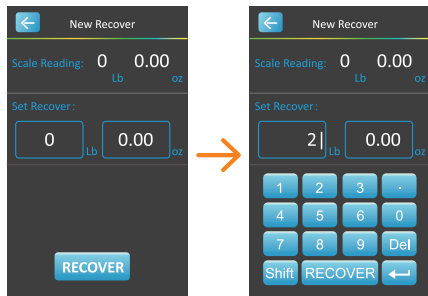 New Recover
Scale Reading: 0 Lb 0.00 oz
Set Recover:
0 Lb 0.00 oz
RECOVER
New Recover
Scale Reading: 0 Lb 0.00 oz
Set Recover:
2 Lb 0.00 oz
1 2 3 .
4 5 6 0
7 8 9 Del
Shift RECOVER